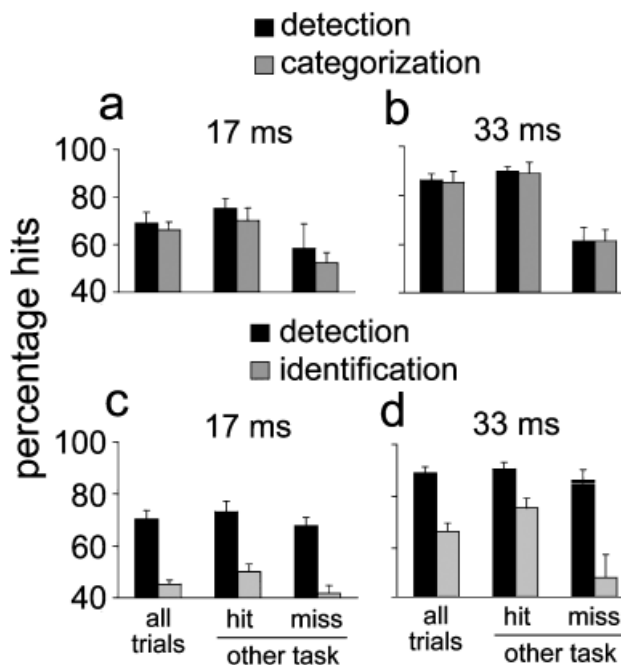 detection
categorization
a
17 ms
b
33 ms
percentage hits
100
80
60
40
detection
identification
c
17 ms
d
33 ms
100
80
60
40
all trials
hit
miss
other task
all trials
hit
miss
other task